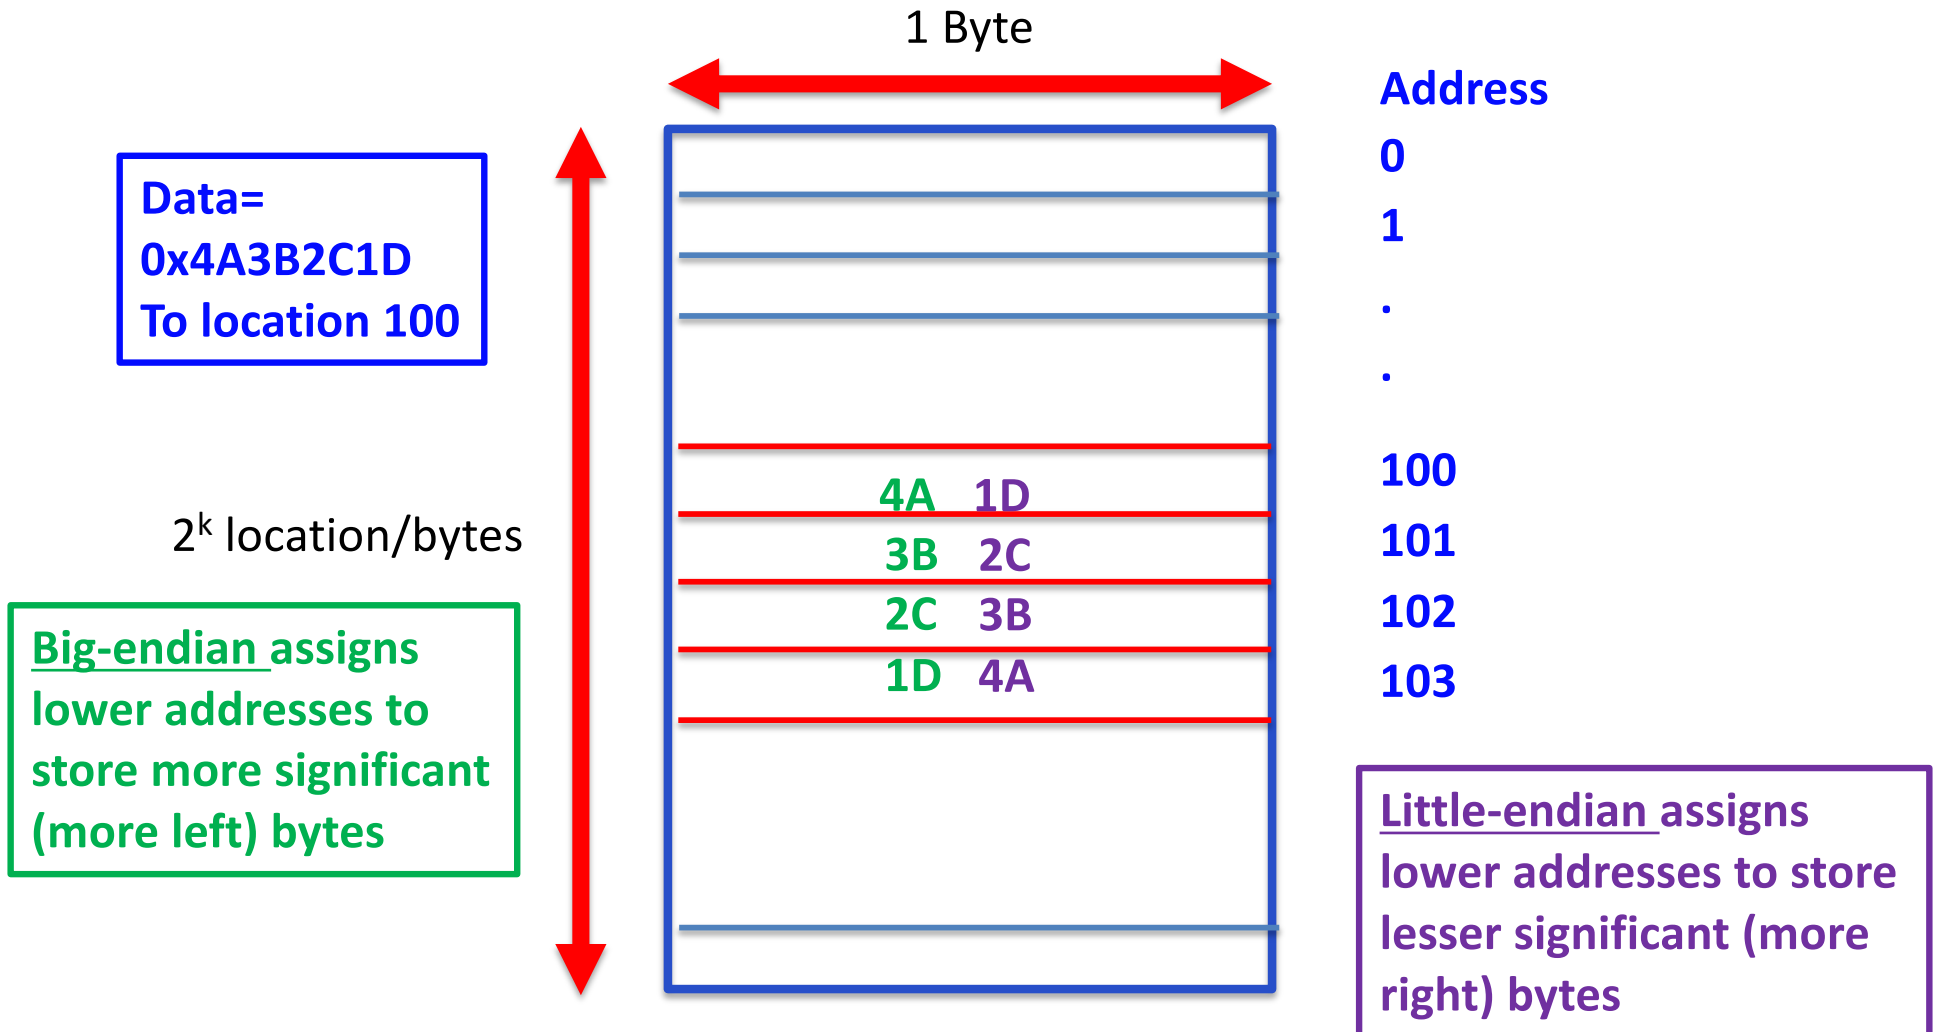 1 Byte
Address
0
1
.
.
100
101
102
103
Data=
0x4A3B2C1D
To location 100
4A 1D
3B 2C
2C 3B
1D 4A
2ᵏ location/bytes
Big-endian assigns
lower addresses to
store more significant
(more left) bytes
Little-endian assigns
lower addresses to store
lesser significant (more
right) bytes